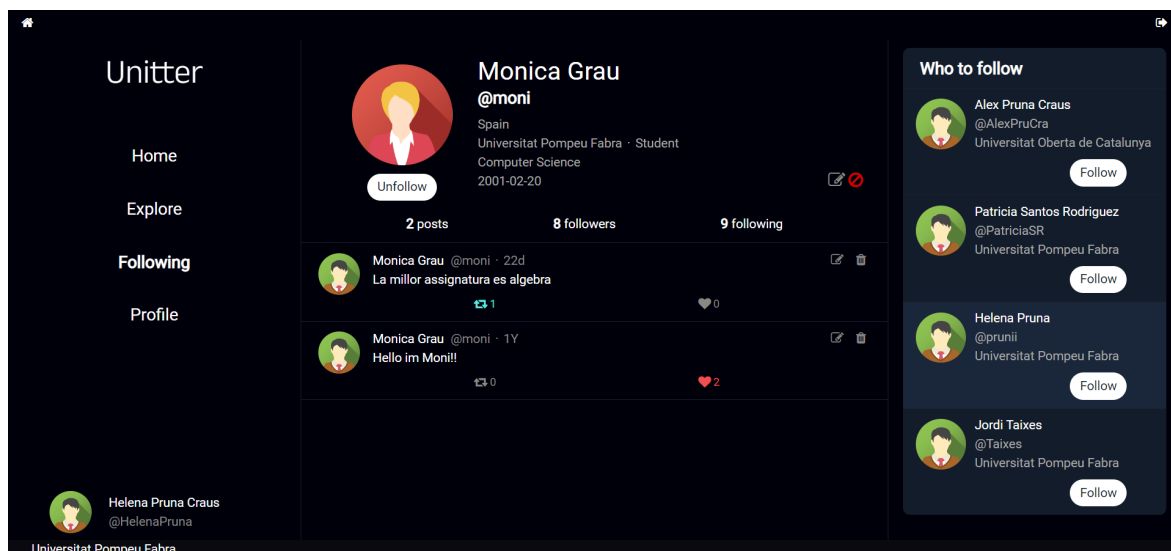 Unitter
Home
Explore
Following
Profile
Helena Pruna Craus
@HelenaPruna
Universitat Pompeu Fabra
Monica Grau
@moni
Spain
Universitat Pompeu Fabra · Student
Computer Science
2001-02-20
Unfollow
2 posts 8 followers 9 following
Monica Grau @moni · 22d
La millor assignatura es algebra
1 0
Monica Grau @moni · 1Y
Hello im Moni!!
0 2
Who to follow
Alex Pruna Craus
@AlexPruCra
Universitat Oberta de Catalunya
Follow
Patricia Santos Rodriguez
@PatriciaSR
Universitat Pompeu Fabra
Follow
Helena Pruna
@prunii
Universitat Pompeu Fabra
Follow
Jordi Taixes
@Taixes
Universitat Pompeu Fabra
Follow